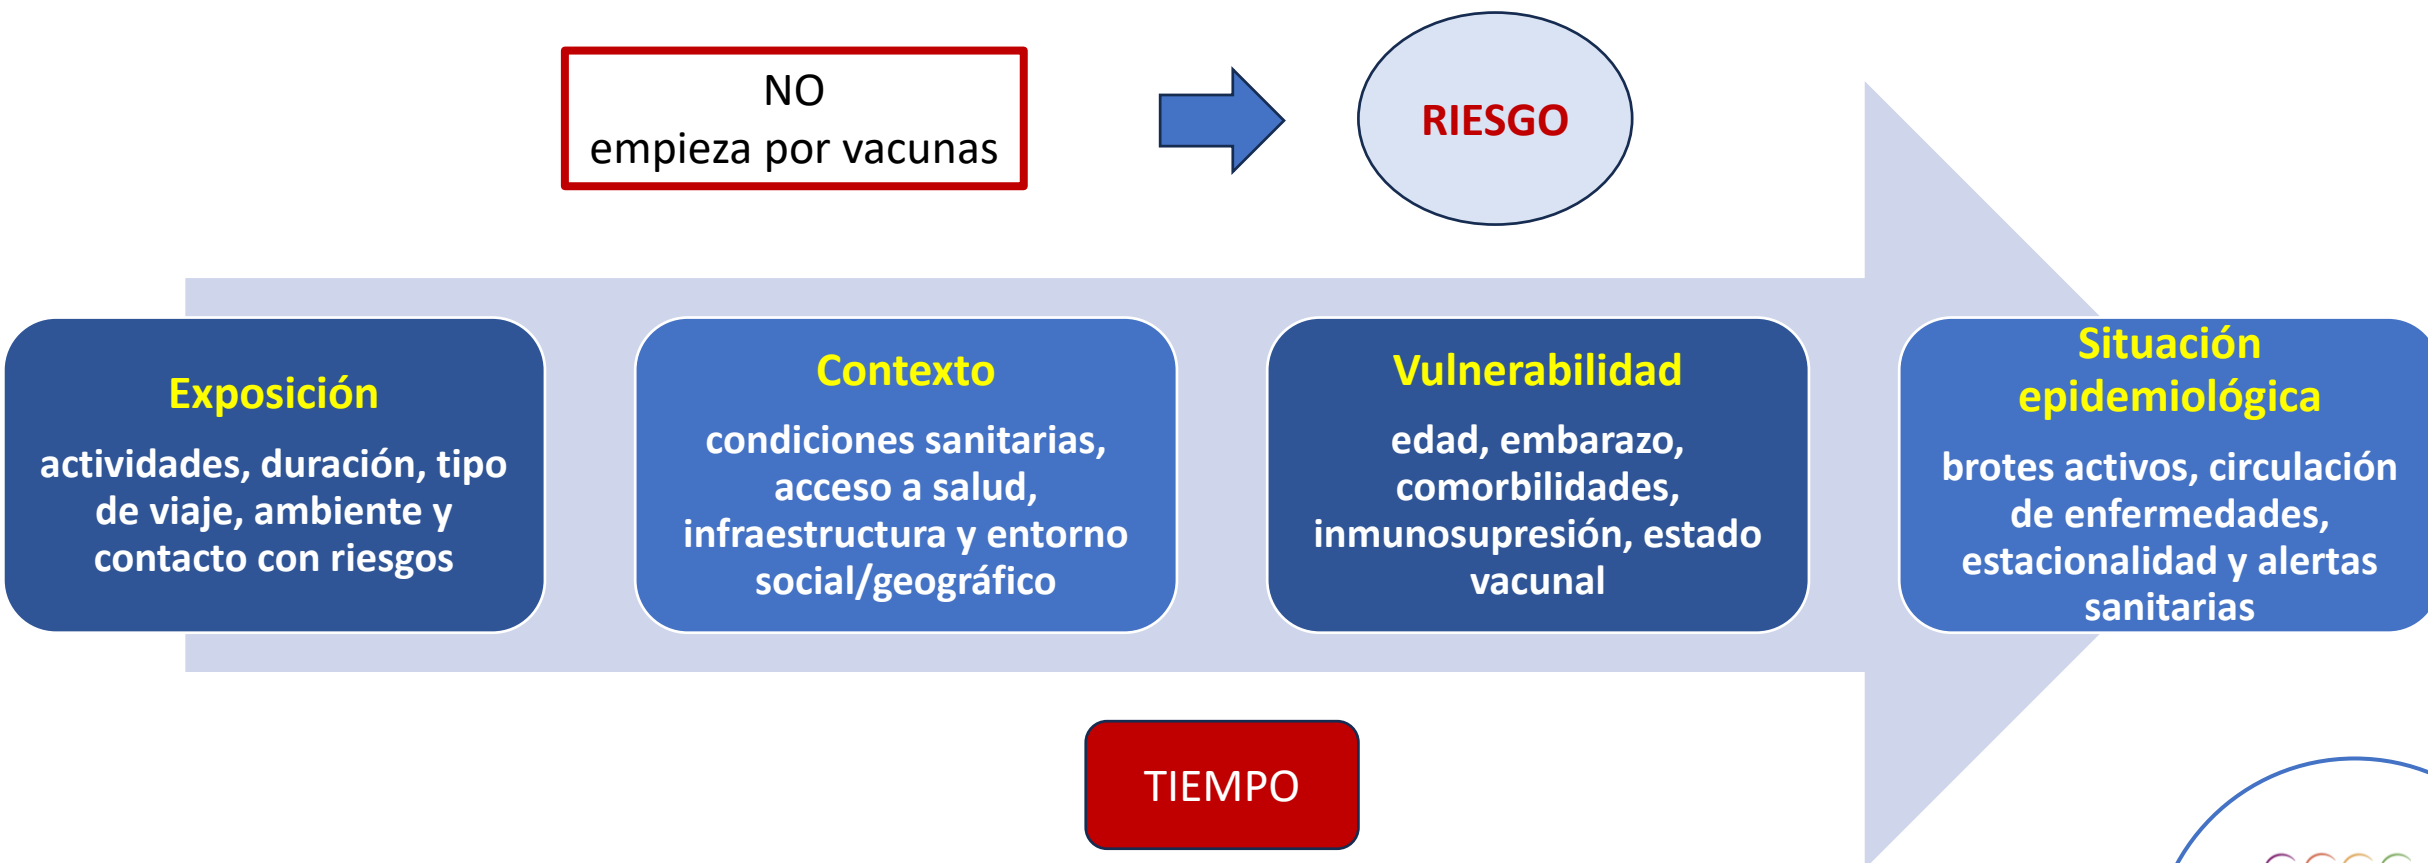 NO
empieza por vacunas
RIESGO
Exposición
actividades, duración, tipo
de viaje, ambiente y
contacto con riesgos
Contexto
condiciones sanitarias,
acceso a salud,
infraestructura y entorno
social/geográfico
Vulnerabilidad
edad, embarazo,
comorbilidades,
inmunosupresión, estado
vacunal
Situación
epidemiológica
brotes activos, circulación
de enfermedades,
estacionalidad y alertas
sanitarias
TIEMPO